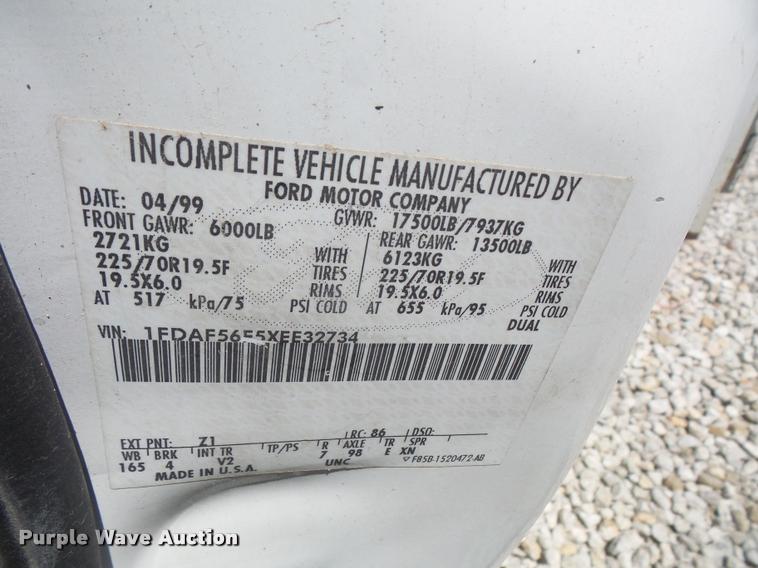 INCOMPLETE VEHICLE MANUFACTURED BY
FORD MOTOR COMPANY
DATE: 04/99 GVWR: 17500LB/7937KG
FRONT GAWR: 6000LB REAR GAWR: 13500LB
2721KG WITH 6123KG WITH
225/70R19.5F TIRES 225/70R19.5F TIRES
19.5X6.0 RIMS 19.5X6.0 RIMS
AT 517 kPa/75 PSI COLD AT 655 kPa/95 PSI COLD
DUAL
VIN: 1FDAF56F5XEE32734
EXT PNT: Z1 RC: 86 DSO:
WB BRK INT TR TP/PS R AXLE TR SPR
165 4 V2 7 98 E XN
MADE IN U.S.A. UNC F85B-1520472-AB
Purple Wave Auction
Purple Wave Auction